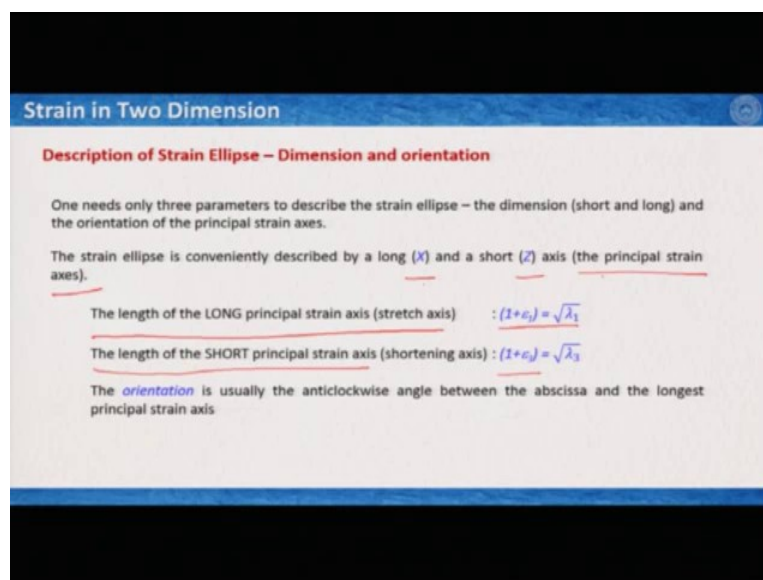 Strain in Two Dimension
Description of Strain Ellipse – Dimension and orientation
One needs only three parameters to describe the strain ellipse – the dimension (short and long) and
the orientation of the principal strain axes.
The strain ellipse is conveniently described by a long (X) and a short (Z) axis (the principal strain
axes).
The length of the LONG principal strain axis (stretch axis) : (1+ε₁) = √λ₁
The length of the SHORT principal strain axis (shortening axis) : (1+ε₃) = √λ₃
The orientation is usually the anticlockwise angle between the abscissa and the longest
principal strain axis